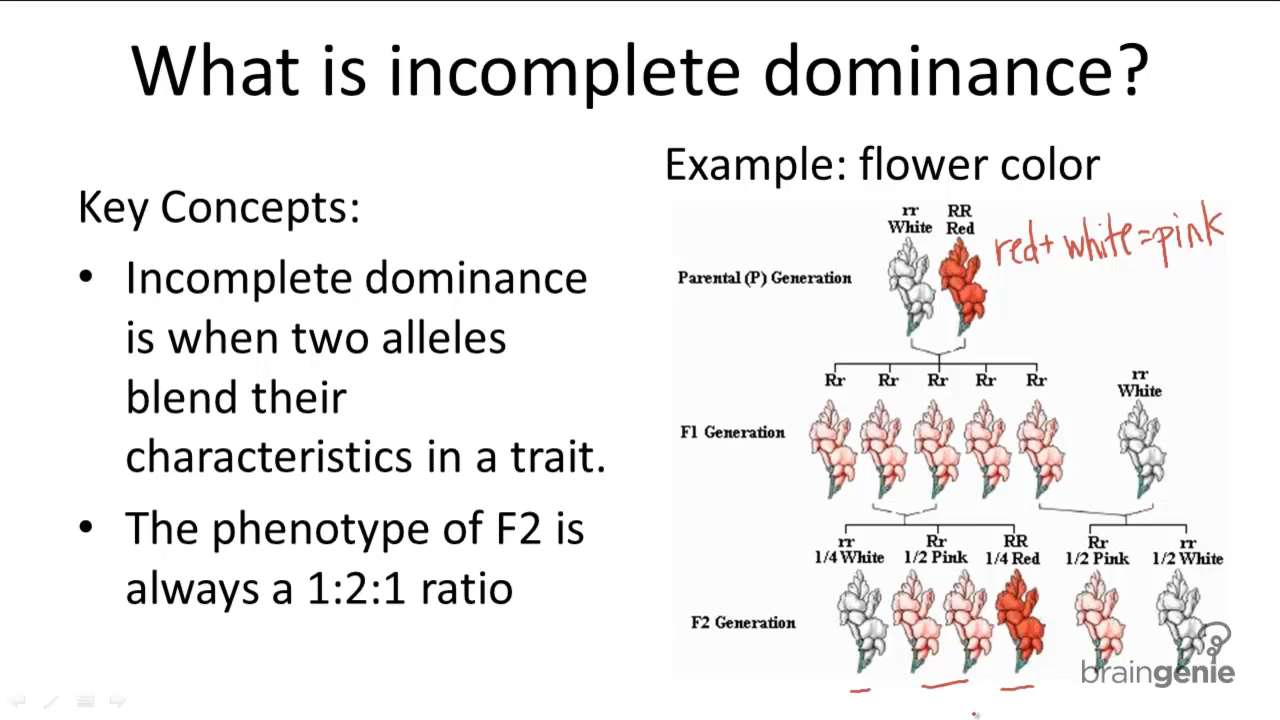 What is incomplete dominance?
Key Concepts:
• Incomplete dominance
is when two alleles
blend their
characteristics in a trait.
• The phenotype of F2 is
always a 1:2:1 ratio
Example: flower color
rr RR
White Red
red + white = pink
Parental (P) Generation
Rr Rr Rr Rr Rr
rr
White
F1 Generation
rr Rr RR Rr rr
1/4 White 1/2 Pink 1/4 Red 1/2 Pink 1/2 White
F2 Generation
braingenie